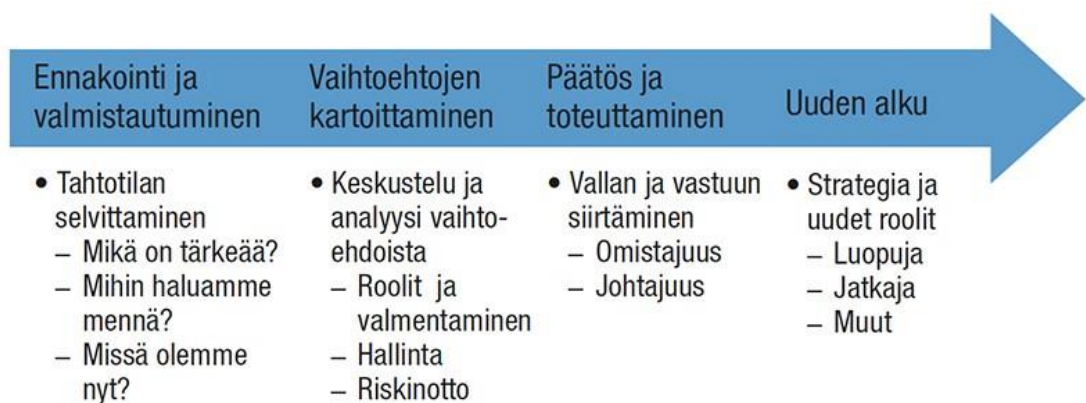 Ennakointi ja
valmistautuminen
Vaihtoehtojen
kartoittaminen
Päätös ja
toteuttaminen
Uuden alku
• Tahtotilan
selvittaminen
– Mikä on tärkeää?
– Mihin haluamme
mennä?
– Missä olemme
nyt?
• Keskustelu ja
analyysi vaihto-
ehdoista
– Roolit ja
valmentaminen
– Hallinta
– Riskinotto
• Vallan ja vastuun
siirtäminen
– Omistajuus
– Johtajuus
• Strategia ja
uudet roolit
– Luopuja
– Jatkaja
– Muut